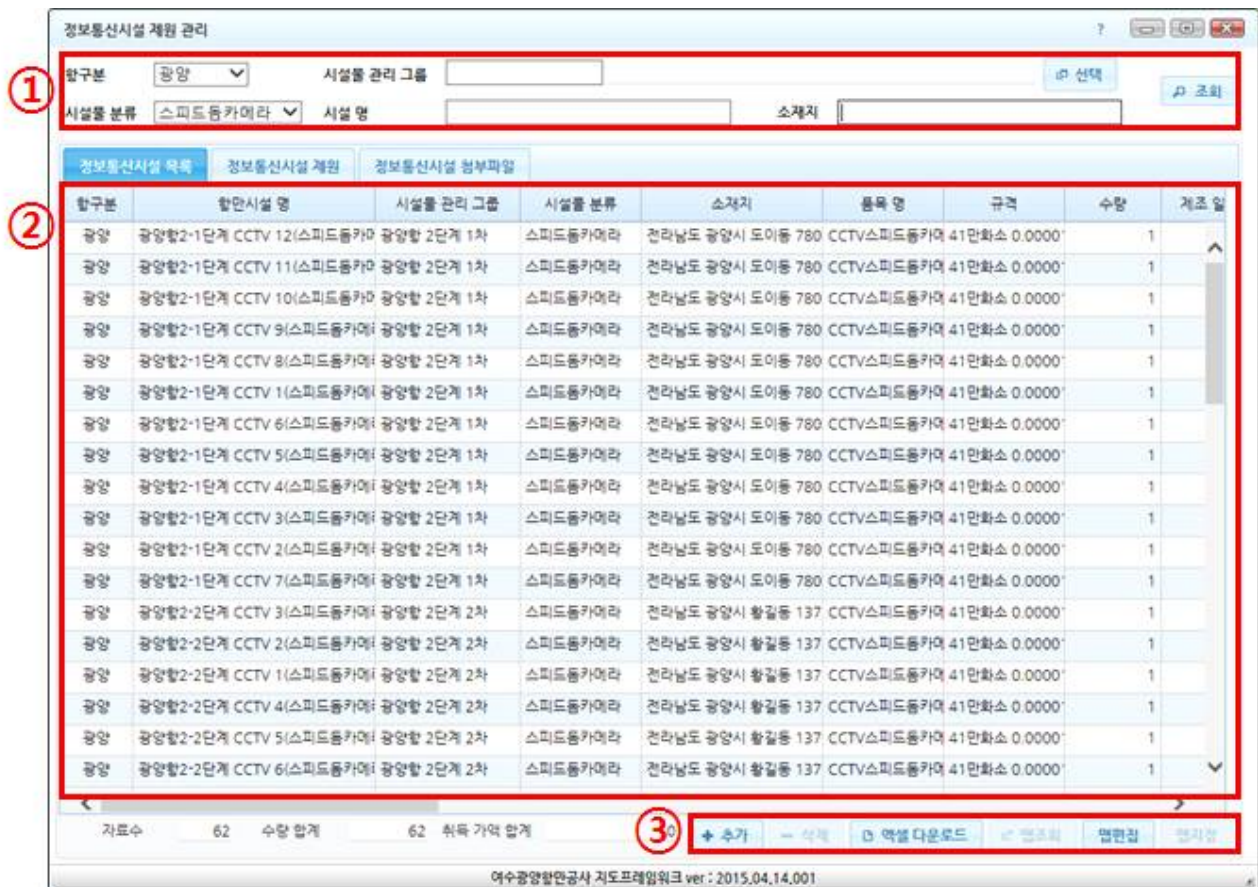 정보통신시설 제원 관리 ?
① 항구분 광양 시설물 관리 그룹 선택
조회
시설물 분류 스피드돔카메라 시설 명 소재지
정보통신시설 목록 정보통신시설 제원 정보통신시설 첨부파일
② 항구분 항만시설 명 시설물 관리 그룹 시설물 분류 소재지 품목 명 규격 수량 제조 일
광양 광양항2-1단계 CCTV 12(스피드돔카 광양항 2단계 1차 스피드돔카메라 전라남도 광양시 도이동 780 CCTV스피드돔카메 41만화소 0.0000 1
광양 광양항2-1단계 CCTV 11(스피드돔카 광양항 2단계 1차 스피드돔카메라 전라남도 광양시 도이동 780 CCTV스피드돔카메 41만화소 0.0000 1
광양 광양항2-1단계 CCTV 10(스피드돔카 광양항 2단계 1차 스피드돔카메라 전라남도 광양시 도이동 780 CCTV스피드돔카메 41만화소 0.0000 1
광양 광양항2-1단계 CCTV 9(스피드돔카메 광양항 2단계 1차 스피드돔카메라 전라남도 광양시 도이동 780 CCTV스피드돔카메 41만화소 0.0000 1
광양 광양항2-1단계 CCTV 8(스피드돔카메 광양항 2단계 1차 스피드돔카메라 전라남도 광양시 도이동 780 CCTV스피드돔카메 41만화소 0.0000 1
광양 광양항2-1단계 CCTV 1(스피드돔카메 광양항 2단계 1차 스피드돔카메라 전라남도 광양시 도이동 780 CCTV스피드돔카메 41만화소 0.0000 1
광양 광양항2-1단계 CCTV 6(스피드돔카메 광양항 2단계 1차 스피드돔카메라 전라남도 광양시 도이동 780 CCTV스피드돔카메 41만화소 0.0000 1
광양 광양항2-1단계 CCTV 5(스피드돔카메 광양항 2단계 1차 스피드돔카메라 전라남도 광양시 도이동 780 CCTV스피드돔카메 41만화소 0.0000 1
광양 광양항2-1단계 CCTV 4(스피드돔카메 광양항 2단계 1차 스피드돔카메라 전라남도 광양시 도이동 780 CCTV스피드돔카메 41만화소 0.0000 1
광양 광양항2-1단계 CCTV 3(스피드돔카메 광양항 2단계 1차 스피드돔카메라 전라남도 광양시 도이동 780 CCTV스피드돔카메 41만화소 0.0000 1
광양 광양항2-1단계 CCTV 2(스피드돔카메 광양항 2단계 1차 스피드돔카메라 전라남도 광양시 도이동 780 CCTV스피드돔카메 41만화소 0.0000 1
광양 광양항2-1단계 CCTV 7(스피드돔카메 광양항 2단계 1차 스피드돔카메라 전라남도 광양시 도이동 780 CCTV스피드돔카메 41만화소 0.0000 1
광양 광양항2-2단계 CCTV 3(스피드돔카메 광양항 2단계 2차 스피드돔카메라 전라남도 광양시 황길동 137 CCTV스피드돔카메 41만화소 0.0000 1
광양 광양항2-2단계 CCTV 2(스피드돔카메 광양항 2단계 2차 스피드돔카메라 전라남도 광양시 황길동 137 CCTV스피드돔카메 41만화소 0.0000 1
광양 광양항2-2단계 CCTV 1(스피드돔카메 광양항 2단계 2차 스피드돔카메라 전라남도 광양시 황길동 137 CCTV스피드돔카메 41만화소 0.0000 1
광양 광양항2-2단계 CCTV 4(스피드돔카메 광양항 2단계 2차 스피드돔카메라 전라남도 광양시 황길동 137 CCTV스피드돔카메 41만화소 0.0000 1
광양 광양항2-2단계 CCTV 5(스피드돔카메 광양항 2단계 2차 스피드돔카메라 전라남도 광양시 황길동 137 CCTV스피드돔카메 41만화소 0.0000 1
광양 광양항2-2단계 CCTV 6(스피드돔카메 광양항 2단계 2차 스피드돔카메라 전라남도 광양시 황길동 137 CCTV스피드돔카메 41만화소 0.0000 1
자료수 62 수량 합계 62 취득 가액 합계 0 ③ 추가 삭제 엑셀 다운로드 맵조회 맵편집 맵저장
여수광양항만공사 지도프레임워크 ver : 2015.04.14.001